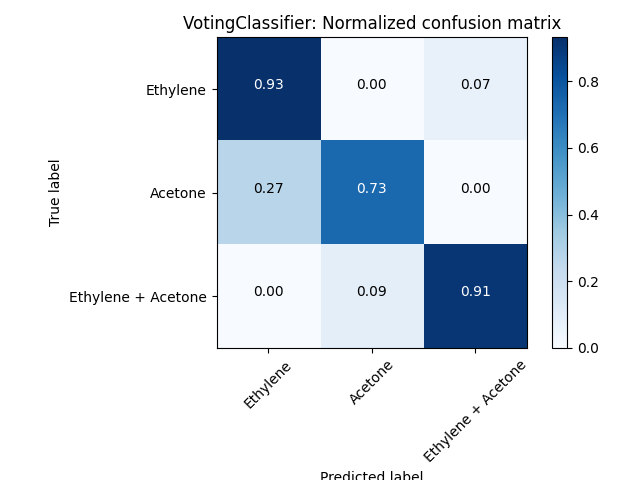 VotingClassifier: Normalized confusion matrix
True label
Ethylene
0.93 0.00 0.07
Acetone
0.27 0.73 0.00
Ethylene + Acetone
0.00 0.09 0.91
Ethylene
Acetone
Ethylene + Acetone
Predicted label
0.8
0.6
0.4
0.2
0.0